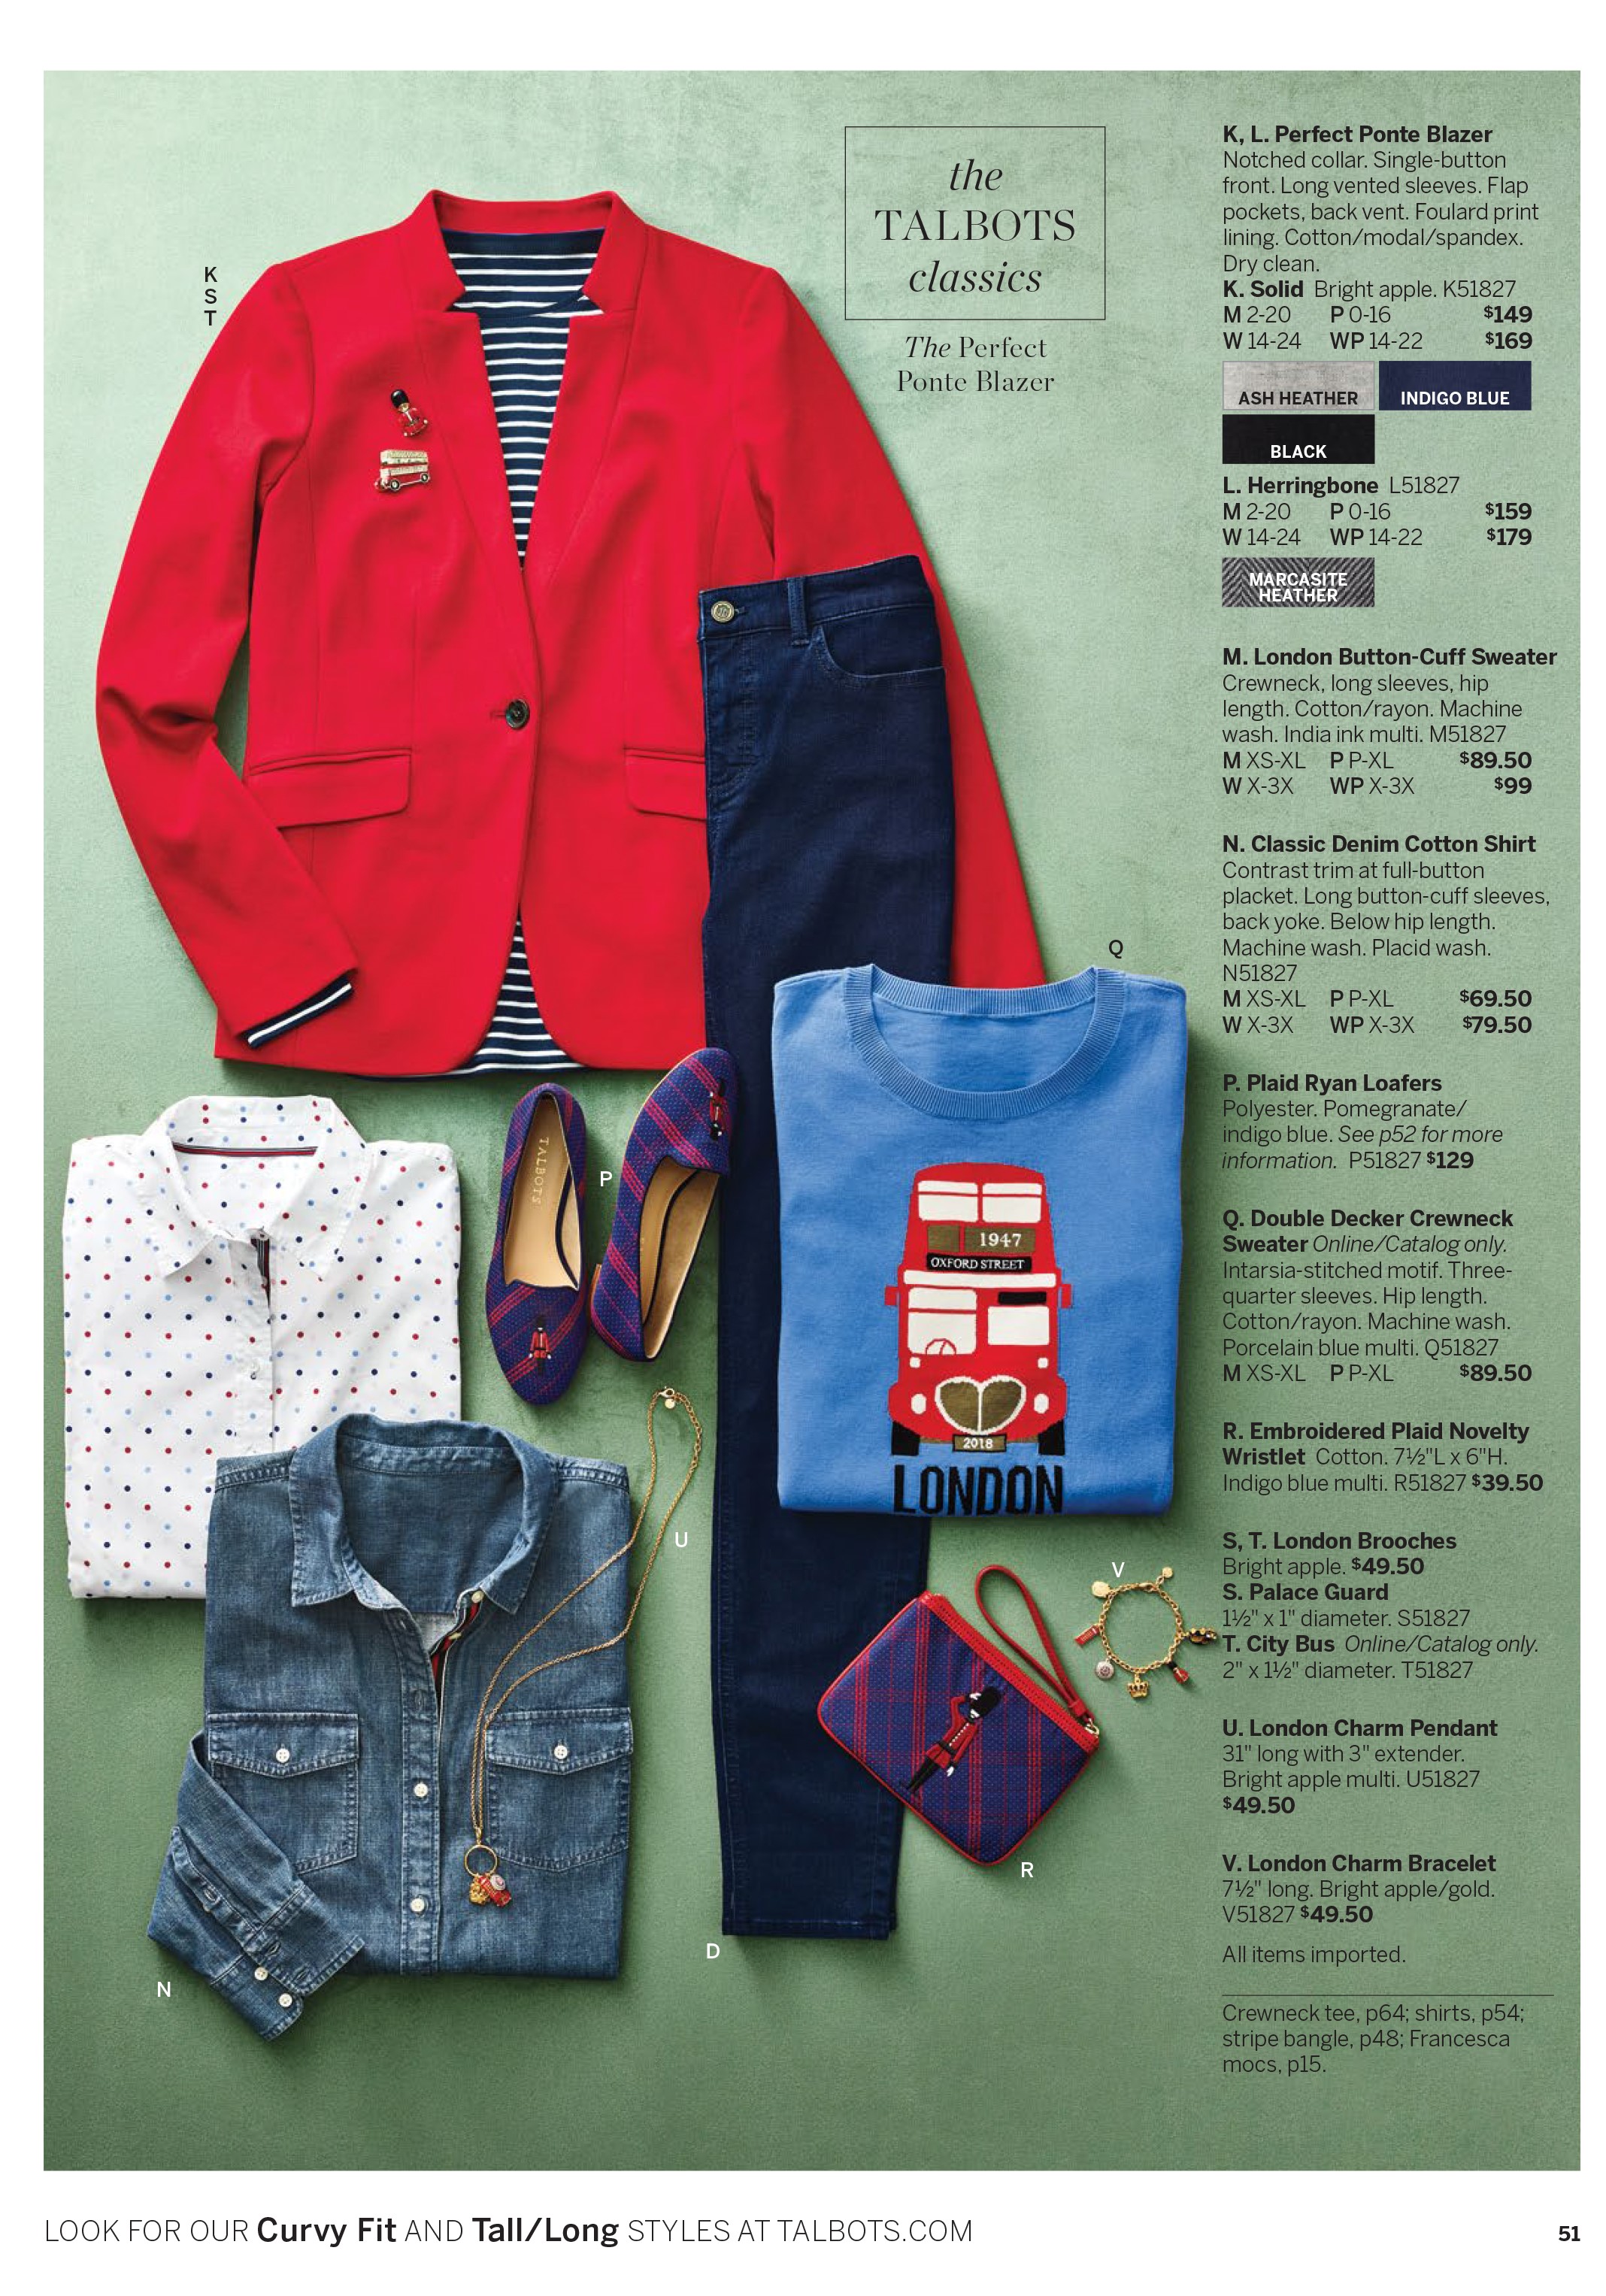 the
TALBOTS
classics
The Perfect
Ponte Blazer
K
S
T
Q
P
U
V
R
D
N
TALBOTS
1947
OXFORD STREET
2018
LONDON
K, L. Perfect Ponte Blazer
Notched collar. Single-button
front. Long vented sleeves. Flap
pockets, back vent. Foulard print
lining. Cotton/modal/spandex.
Dry clean.
K. Solid Bright apple. K51827
M 2-20 P 0-16 $149
W 14-24 WP 14-22 $169
ASH HEATHER INDIGO BLUE
BLACK
L. Herringbone L51827
M 2-20 P 0-16 $159
W 14-24 WP 14-22 $179
MARCASITE
HEATHER
M. London Button-Cuff Sweater
Crewneck, long sleeves, hip
length. Cotton/rayon. Machine
wash. India ink multi. M51827
M XS-XL P P-XL $89.50
W X-3X WP X-3X $99
N. Classic Denim Cotton Shirt
Contrast trim at full-button
placket. Long button-cuff sleeves,
back yoke. Below hip length.
Machine wash. Placid wash.
N51827
M XS-XL P P-XL $69.50
W X-3X WP X-3X $79.50
P. Plaid Ryan Loafers
Polyester. Pomegranate/
indigo blue. See p52 for more
information. P51827 $129
Q. Double Decker Crewneck
Sweater Online/Catalog only.
Intarsia-stitched motif. Three-
quarter sleeves. Hip length.
Cotton/rayon. Machine wash.
Porcelain blue multi. Q51827
M XS-XL P P-XL $89.50
R. Embroidered Plaid Novelty
Wristlet Cotton. 7½"L x 6"H.
Indigo blue multi. R51827 $39.50
S, T. London Brooches
Bright apple. $49.50
S. Palace Guard
1½" x 1" diameter. S51827
T. City Bus Online/Catalog only.
2" x 1½" diameter. T51827
U. London Charm Pendant
31" long with 3" extender.
Bright apple multi. U51827
$49.50
V. London Charm Bracelet
7½" long. Bright apple/gold.
V51827 $49.50
All items imported.
Crewneck tee, p64; shirts, p54;
stripe bangle, p48; Francesca
mocs, p15.
LOOK FOR OUR Curvy Fit AND Tall/Long STYLES AT TALBOTS.COM
51